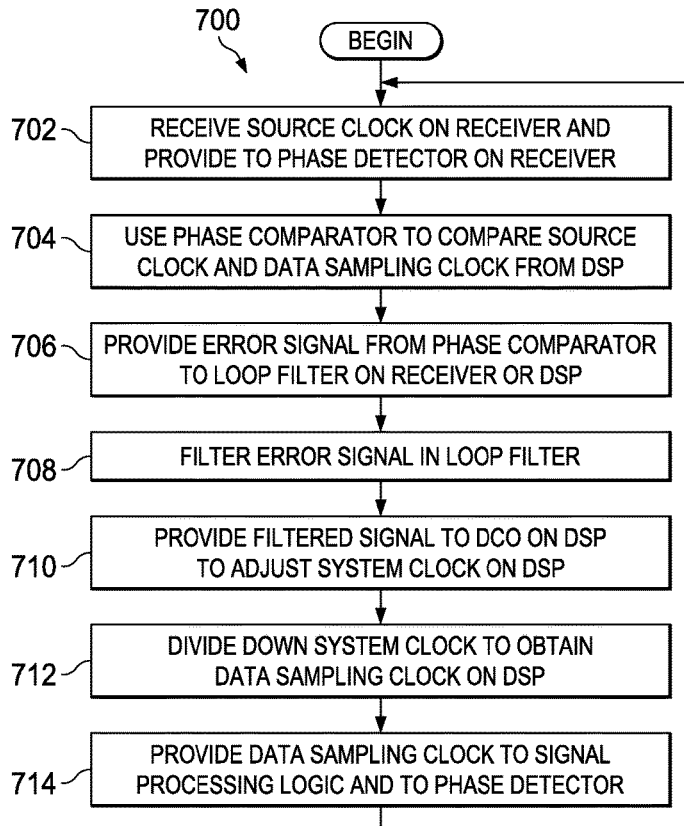 700
BEGIN
702
RECEIVE SOURCE CLOCK ON RECEIVER AND
PROVIDE TO PHASE DETECTOR ON RECEIVER
704
USE PHASE COMPARATOR TO COMPARE SOURCE
CLOCK AND DATA SAMPLING CLOCK FROM DSP
706
PROVIDE ERROR SIGNAL FROM PHASE COMPARATOR
TO LOOP FILTER ON RECEIVER OR DSP
708
FILTER ERROR SIGNAL IN LOOP FILTER
710
PROVIDE FILTERED SIGNAL TO DCO ON DSP
TO ADJUST SYSTEM CLOCK ON DSP
712
DIVIDE DOWN SYSTEM CLOCK TO OBTAIN
DATA SAMPLING CLOCK ON DSP
714
PROVIDE DATA SAMPLING CLOCK TO SIGNAL
PROCESSING LOGIC AND TO PHASE DETECTOR